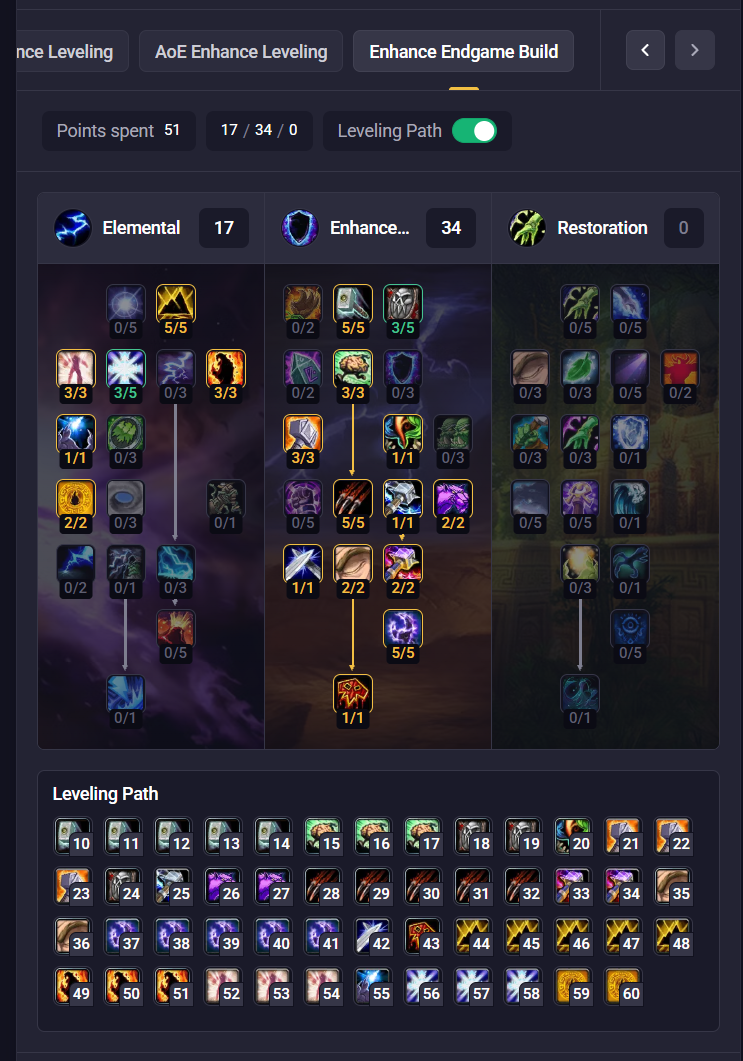 nce Leveling AoE Enhance Leveling Enhance Endgame Build
Points spent 51 17 / 34 / 0 Leveling Path
Elemental 17 Enhance... 34 Restoration 0
0/5 5/5 0/2 5/5 3/5 0/5 0/5
3/3 3/5 0/3 3/3 0/2 3/3 0/3 0/3 0/5 0/2
1/1 0/3 3/3 1/1 0/3 0/3 0/3 0/1
2/2 0/3 0/1 0/5 5/5 1/1 2/2 0/5 0/5 0/1
0/2 0/1 0/3 1/1 2/2 2/2 0/3 0/1
0/5 5/5 0/5
0/1 1/1 0/1
Leveling Path
10 11 12 13 14 15 16 17 18 19 20 21 22
23 24 25 26 27 28 29 30 31 32 33 34 35
36 37 38 39 40 41 42 43 44 45 46 47 48
49 50 51 52 53 54 55 56 57 58 59 60